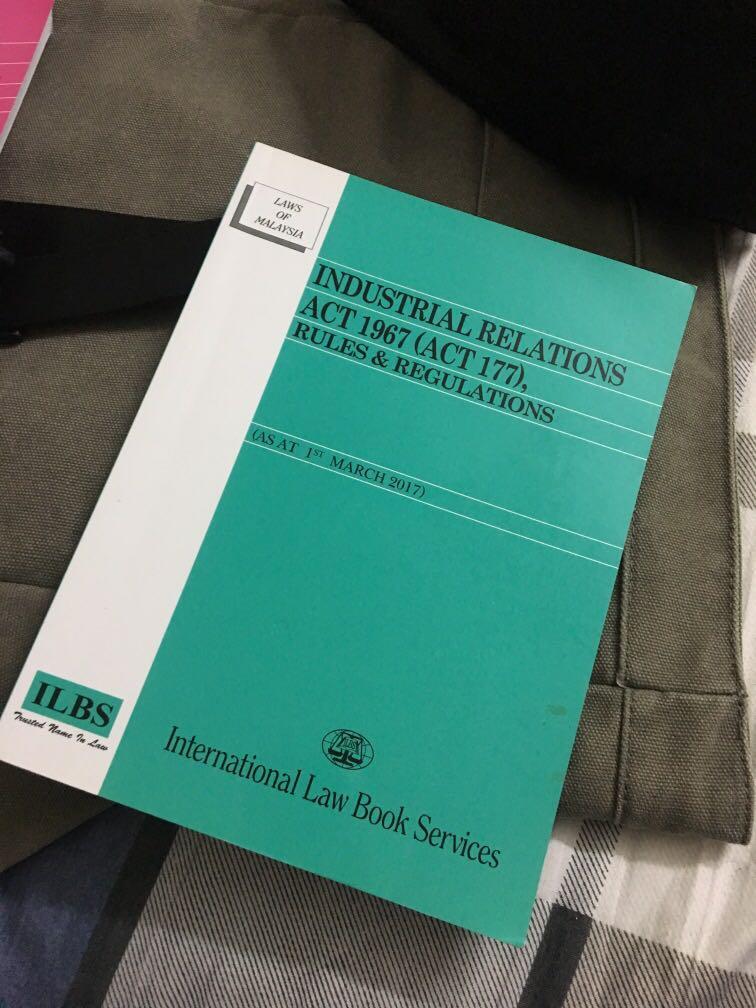 LAWS
OF
MALAYSIA
INDUSTRIAL RELATIONS
ACT 1967 (ACT 177),
RULES & REGULATIONS
(AS AT 1ST MARCH 2017)
ILBS
Trusted Name In Law
ILBS
International Law Book Services